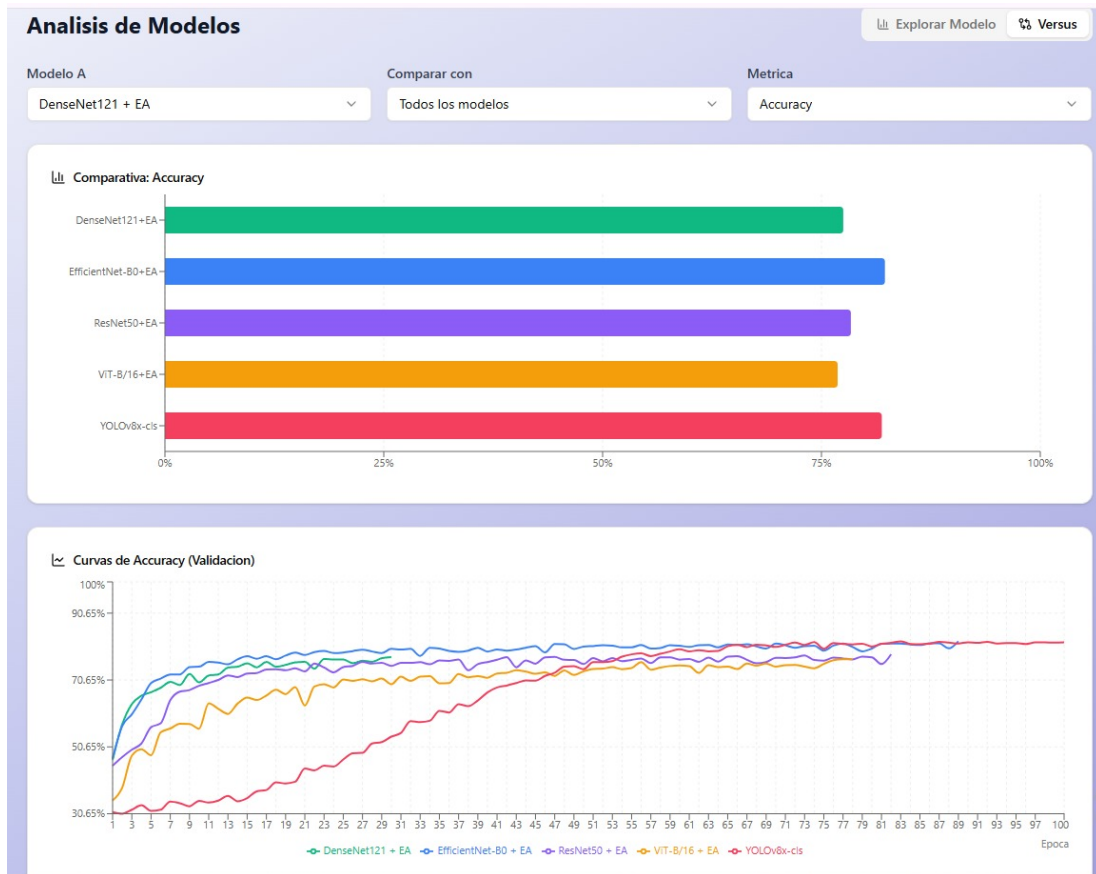 Analisis de Modelos
Explorar Modelo Versus
Modelo A Comparar con Metrica
DenseNet121 + EA Todos los modelos Accuracy
Comparativa: Accuracy
DenseNet121+EA
EfficientNet-B0+EA
ResNet50+EA
ViT-B/16+EA
YOLOv8x-cls
0% 25% 50% 75% 100%
Curvas de Accuracy (Validacion)
100%
90.65%
70.65%
50.65%
30.65%
1 3 5 7 9 11 13 15 17 19 21 23 25 27 29 31 33 35 37 39 41 43 45 47 49 51 53 55 57 59 61 63 65 67 69 71 73 75 77 79 81 83 85 87 89 91 93 95 97 100
Epoca
DenseNet121 + EA EfficientNet-B0 + EA ResNet50 + EA ViT-B/16 + EA YOLOv8x-cls